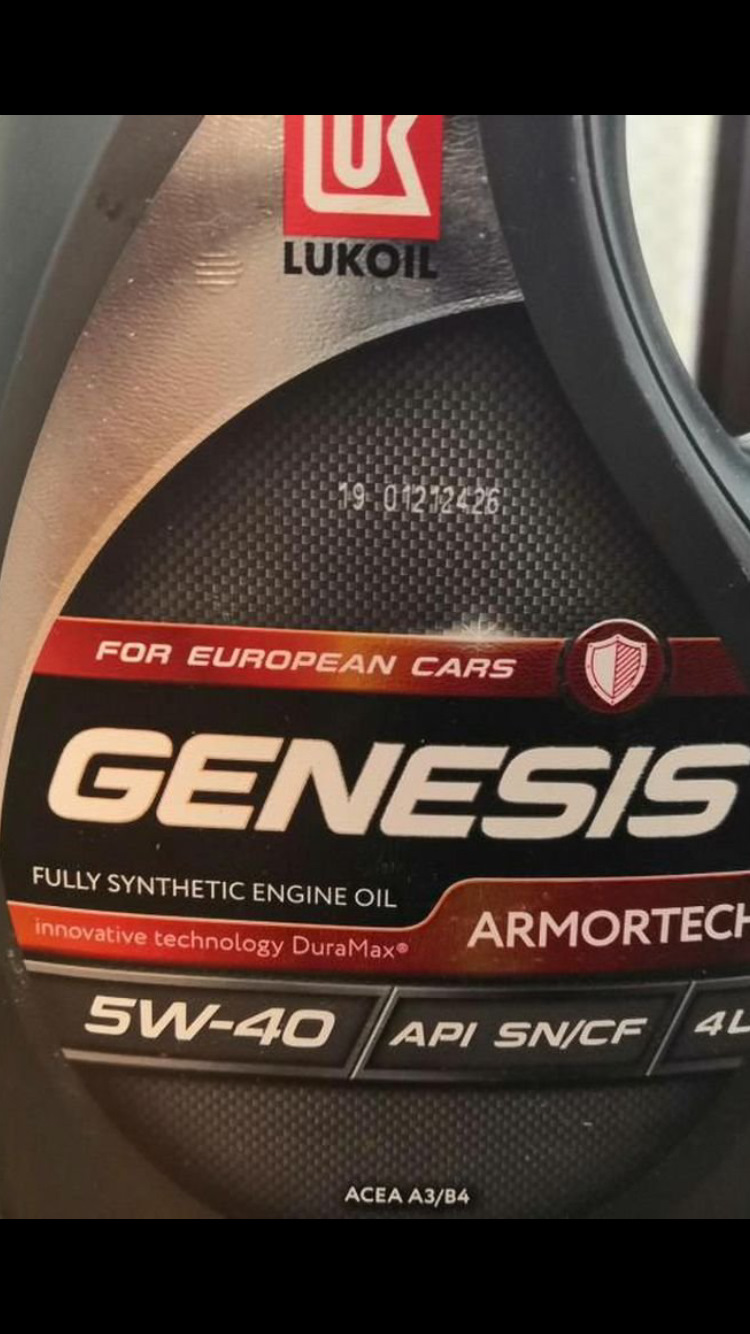 LUKOIL
19 01212426
FOR EUROPEAN CARS
GENESIS
FULLY SYNTHETIC ENGINE OIL
innovative technology DuraMax®
ARMORTECH
5W-40
API SN/CF
4L
ACEA A3/B4